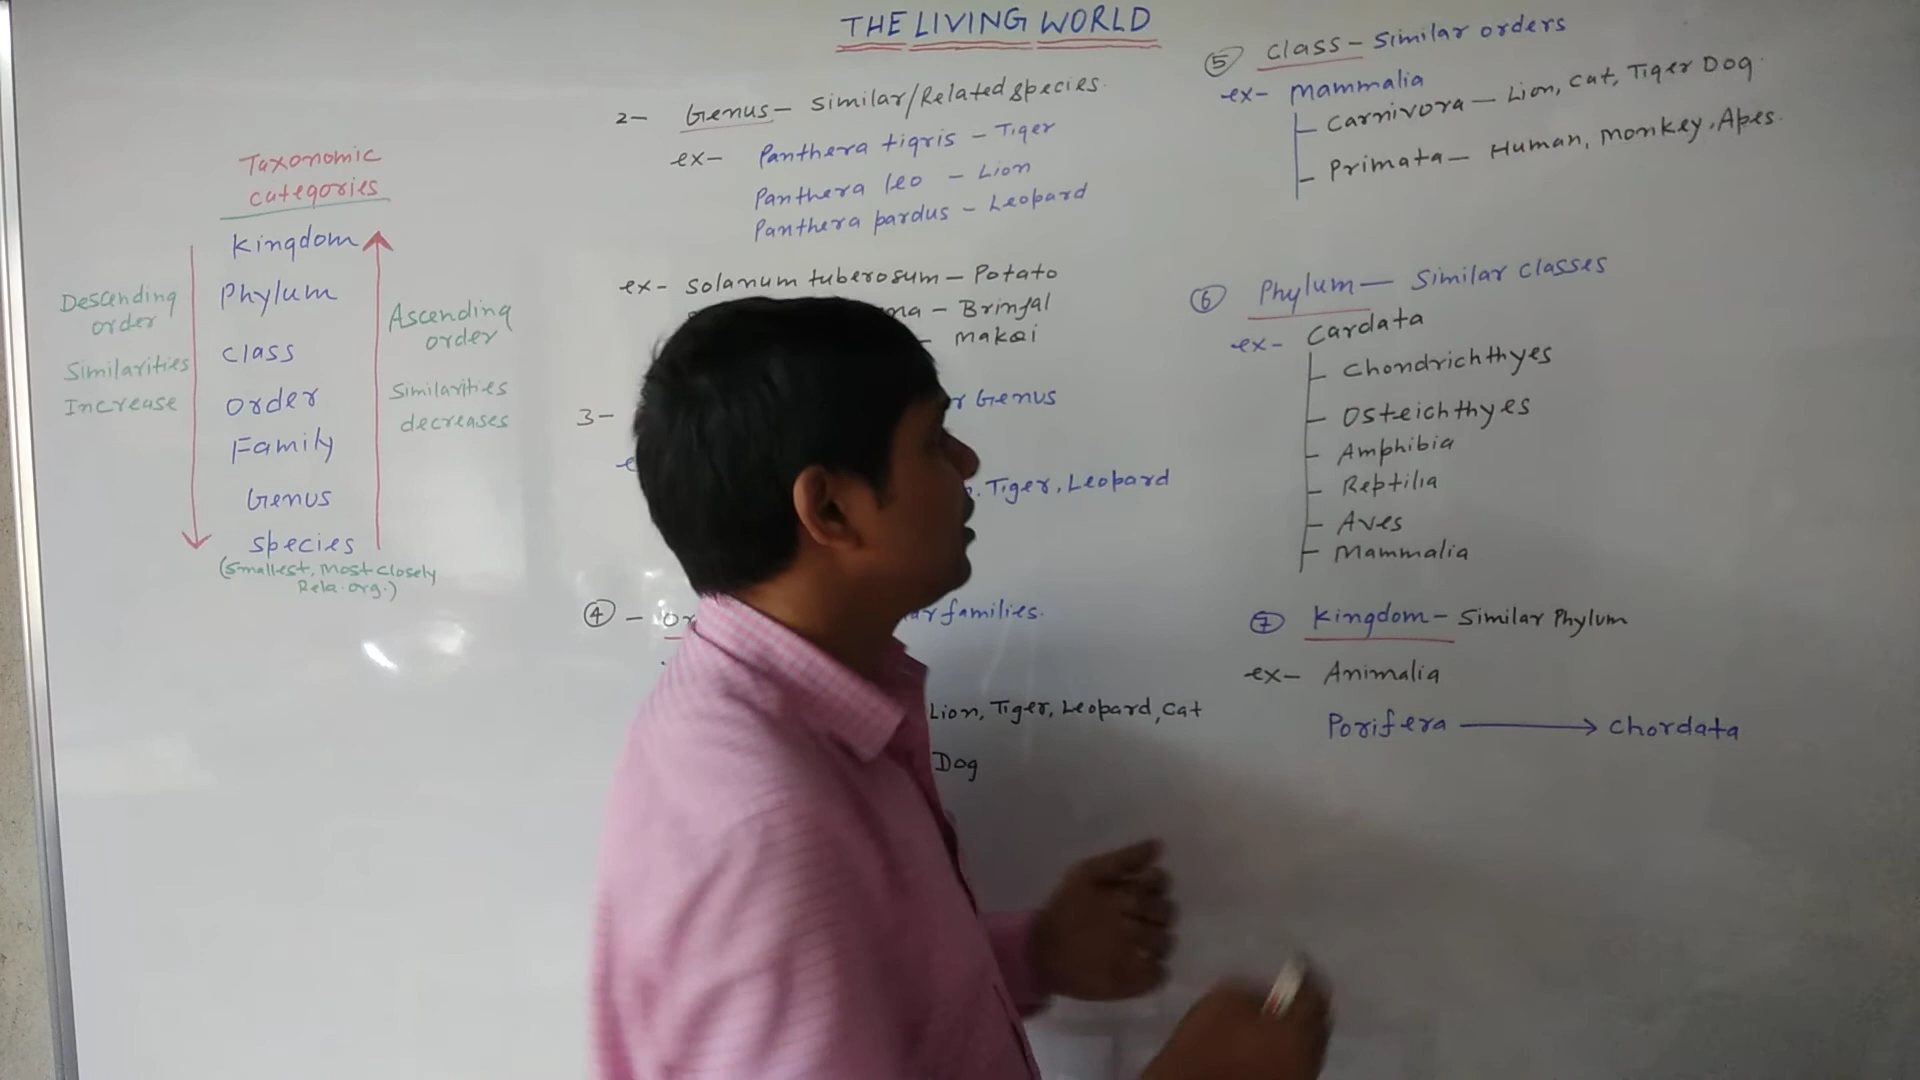 THE LIVING WORLD
Taxonomic
categories
Kingdom
Phylum
Class
Order
Family
Genus
Species
(Smallest, Most closely
Rela. org.)
Descending
order
Similarities
Increase
Ascending
order
Similarities
decreases
2- Genus- Similar/Related species.
ex- Panthera tigris - Tiger
Panthera leo - Lion
Panthera pardus - Leopard
ex- Solanum tuberosum - Potato
na - Brinjal
- makoi
3-
Genus
Tiger, Leopard
4 -
families.
Lion, Tiger, Leopard, cat
Dog
5 Class - Similar orders
ex- Mammalia
Carnivora - Lion, Cat, Tiger Dog.
Primata - Human, Monkey, Apes.
6 Phylum - Similar Classes
ex- Cardata
Chondrichthyes
Osteichthyes
Amphibia
Reptilia
Aves
Mammalia
7 Kingdom - Similar Phylum
ex- Animalia
Porifera → Chordata